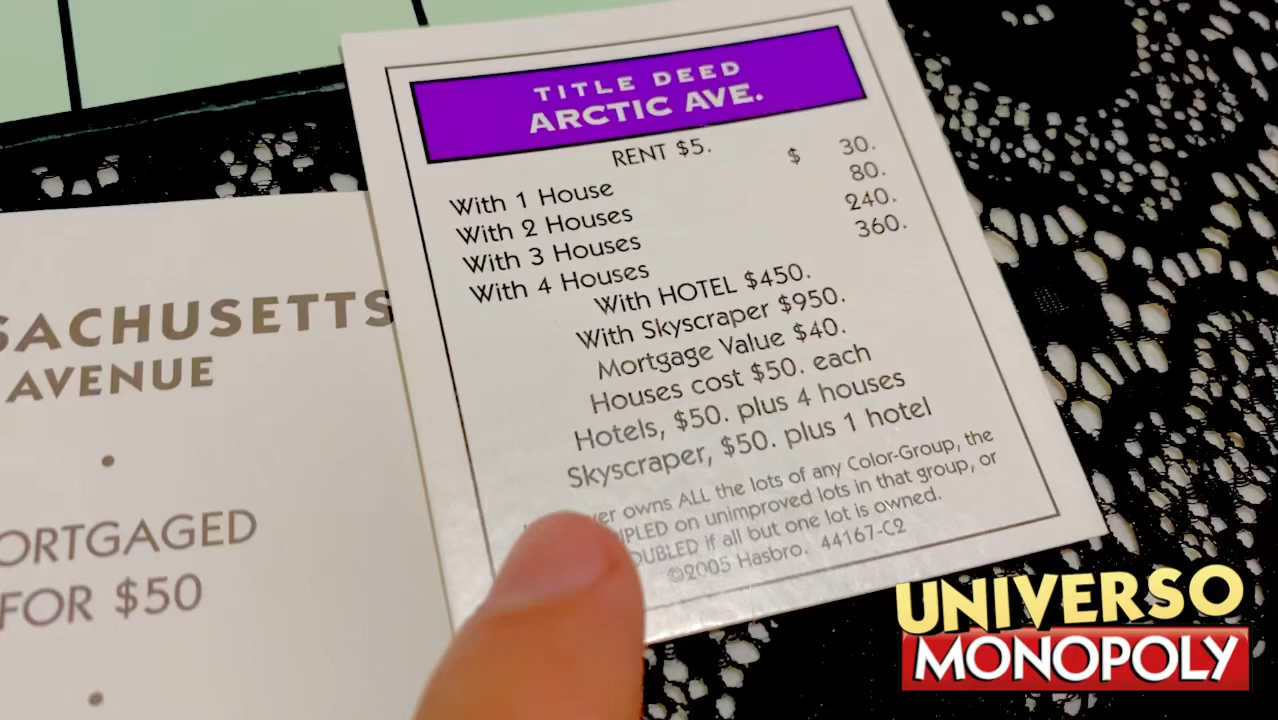 TITLE DEED
ARCTIC AVE.
RENT $5.
With 1 House $ 30.
With 2 Houses 80.
With 3 Houses 240.
With 4 Houses 360.
With HOTEL $450.
With Skyscraper $950.
Mortgage Value $40.
Houses cost $50. each
Hotels, $50. plus 4 houses
Skyscraper, $50. plus 1 hotel
owns ALL the lots of any Color-Group, the
on unimproved lots in that group, or
if all but one lot is owned.
©2005 Hasbro. 44167-C2
SACHUSETTS
AVENUE
•
ORTGAGED
FOR $50
•
UNIVERSO
MONOPOLY